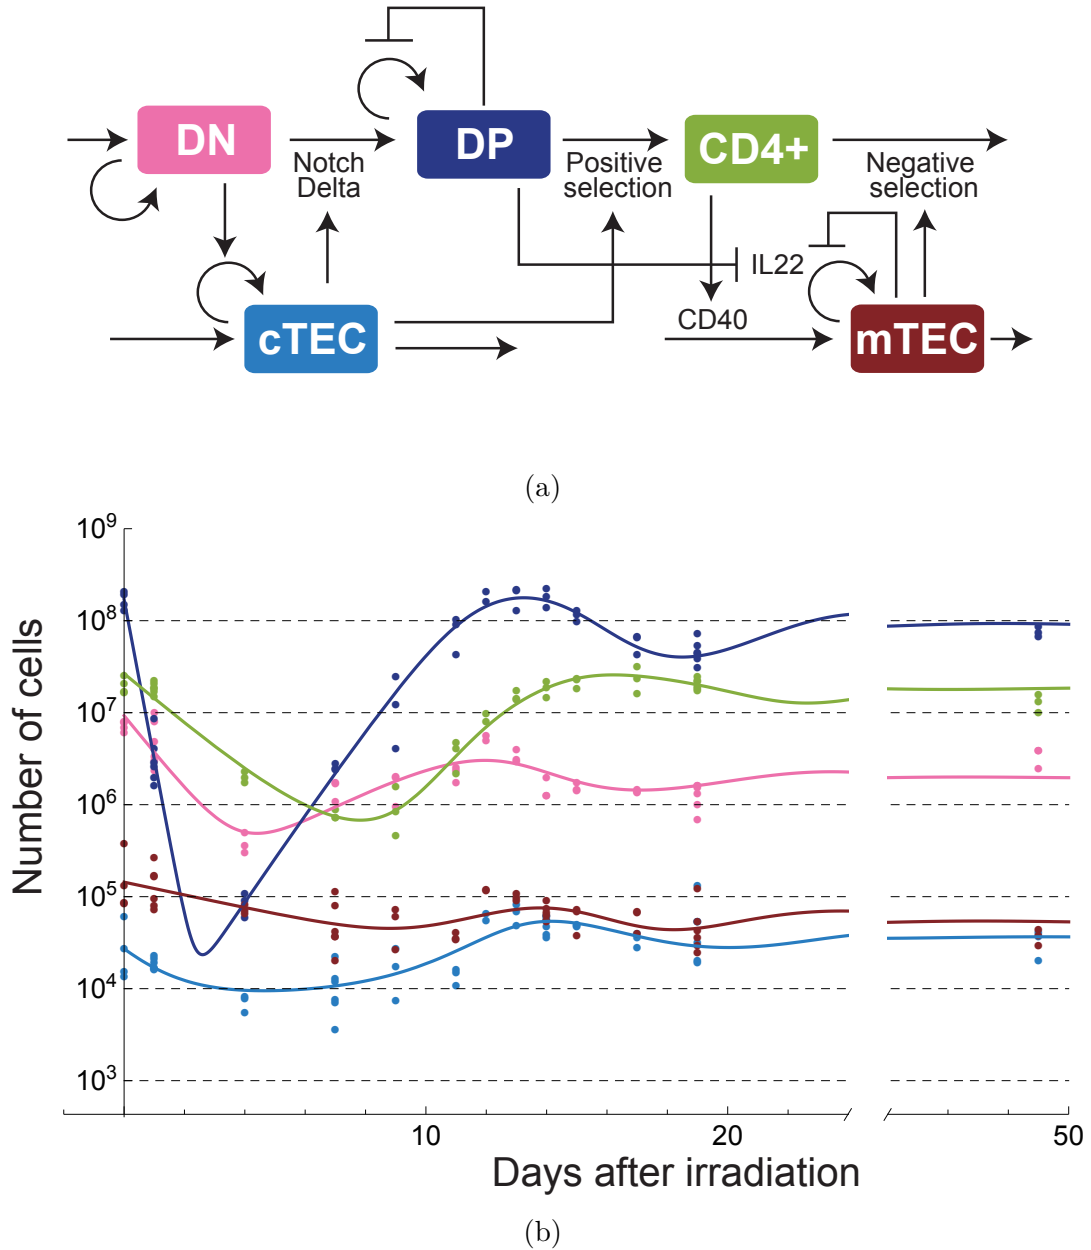 DN
Notch
Delta
DP
Positive
selection
CD4+
Negative
selection
IL22
CD40
cTEC
mTEC
(a)
10⁹
10⁸
10⁷
10⁶
10⁵
10⁴
10³
Number of cells
10
20
50
Days after irradiation
(b)